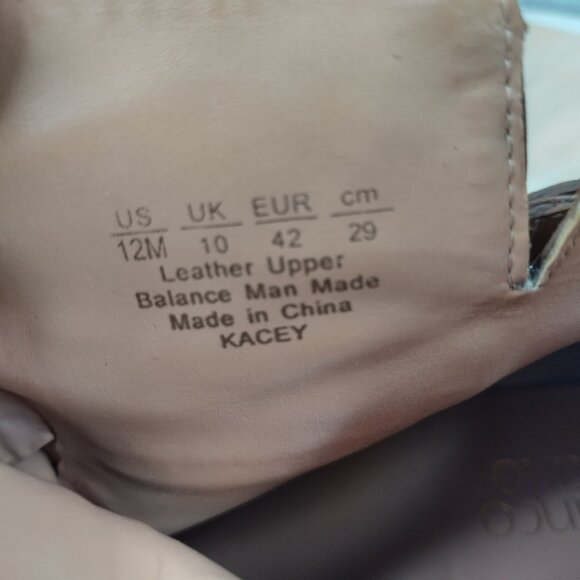 US UK EUR cm
12M 10 42 29
Leather Upper
Balance Man Made
Made in China
KACEY